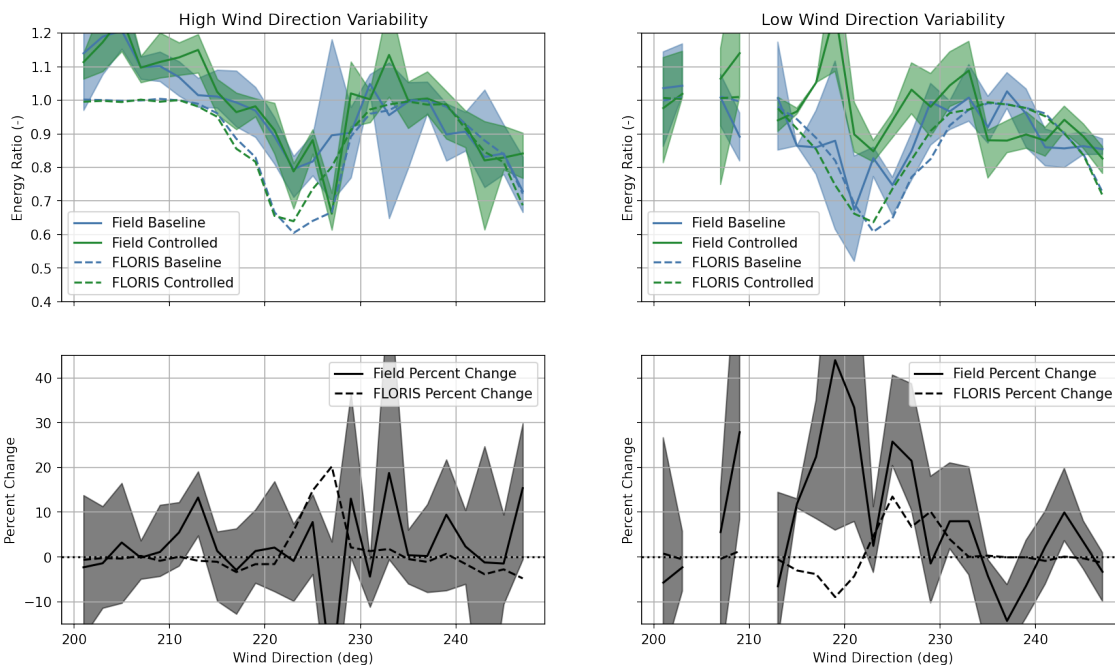 High Wind Direction Variability
Low Wind Direction Variability
Energy Ratio (-)
1.2
1.1
1.0
0.9
0.8
0.7
0.6
0.5
0.4
Field Baseline
Field Controlled
FLORIS Baseline
FLORIS Controlled
Energy Ratio (-)
Field Baseline
Field Controlled
FLORIS Baseline
FLORIS Controlled
Percent Change
40
30
20
10
0
−10
Field Percent Change
FLORIS Percent Change
200
210
220
230
240
Wind Direction (deg)
Percent Change
Field Percent Change
FLORIS Percent Change
200
210
220
230
240
Wind Direction (deg)